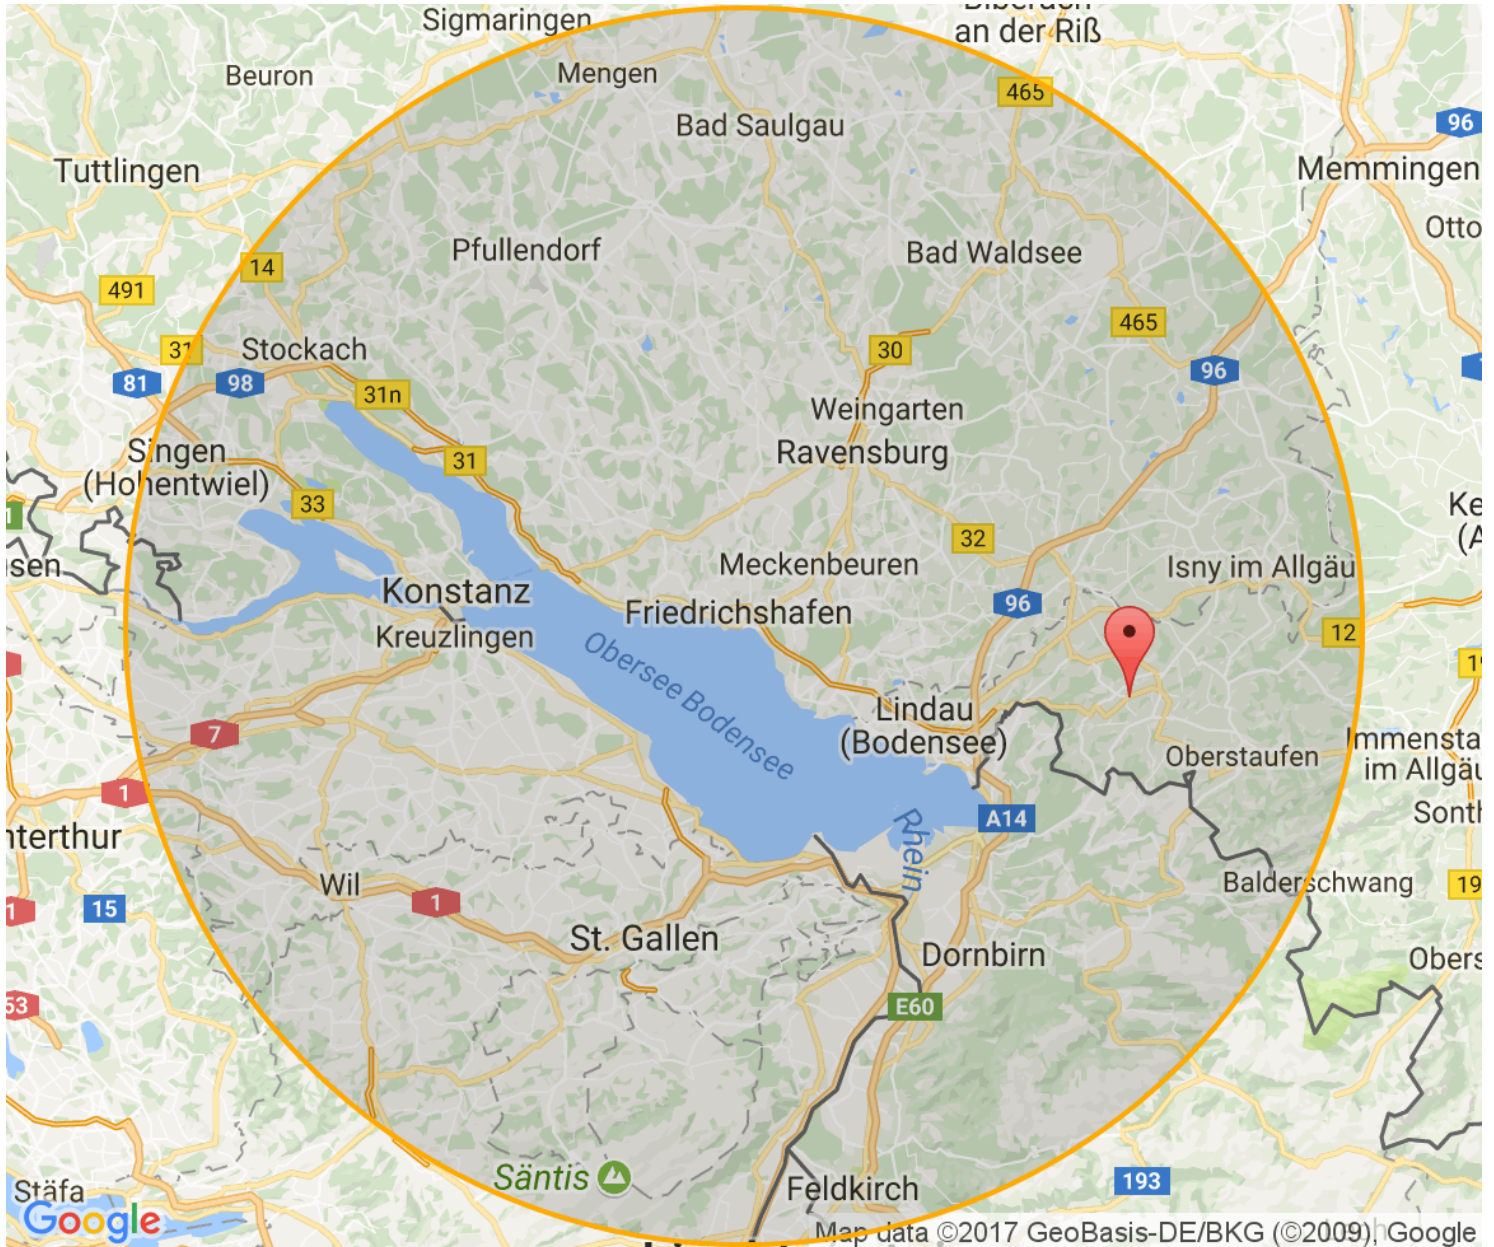 Sigmaringen
an der Riß
Beuron
Mengen
465
96
Bad Saulgau
Tuttlingen
Memmingen
Pfullendorf
Bad Waldsee
Otto
14
491
465
31
Stockach
30
96
81
98
31n
Weingarten
Singen
(Hohentwiel)
31
Ravensburg
33
32
Meckenbeuren
Isny im Allgäu
Konstanz
96
Friedrichshafen
Kreuzlingen
12
Obersee Bodensee
7
Lindau
(Bodensee)
Oberstaufen
Immensta
im Allgäu
1
A14
Sonth
nterthur
Rhein
Wil
Balderschwang
1
15
1
19
St. Gallen
Dornbirn
Obers
E60
53
Säntis
Feldkirch
193
Stäfa
Google
Map data ©2017 GeoBasis-DE/BKG (©2009), Google